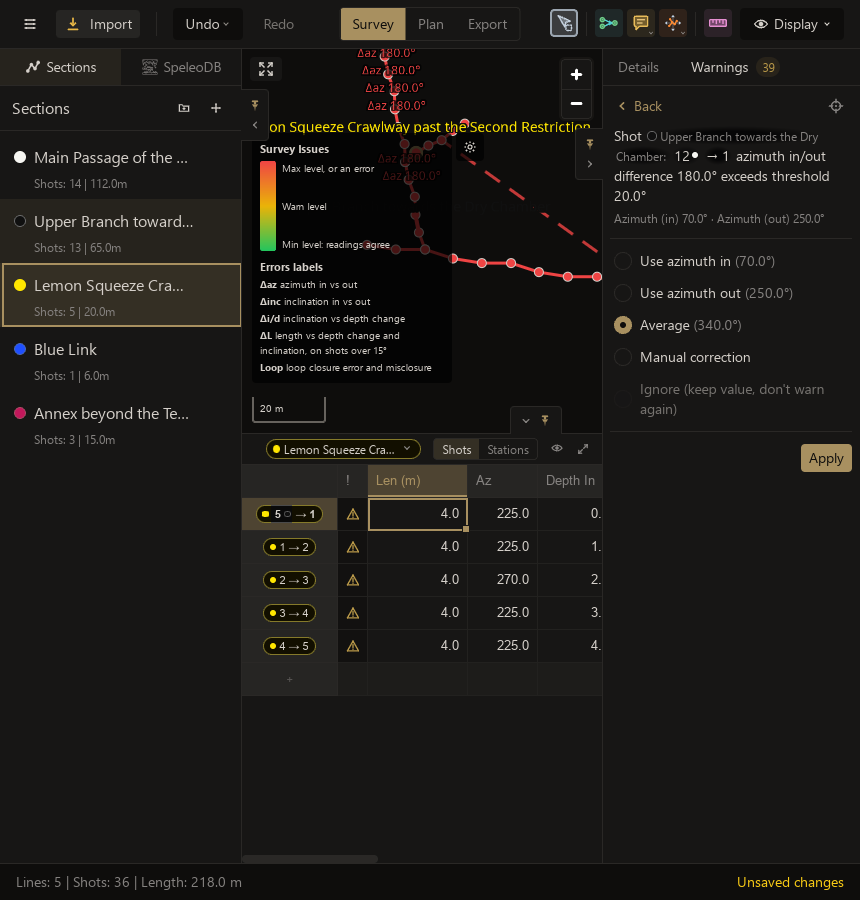 Import
Undo
Redo
Survey
Plan
Export
Display
Sections
SpeleoDB
Sections
Main Passage of the ...
Shots: 14 | 112.0m
Upper Branch toward...
Shots: 13 | 65.0m
Lemon Squeeze Cra...
Shots: 5 | 20.0m
Blue Link
Shots: 1 | 6.0m
Annex beyond the Te...
Shots: 3 | 15.0m
Δaz 180.0°
Δaz 180.0°
Δaz 180.0°
Δaz 180.0°
on Squeeze Crawlway past the Second Restriction
Δaz 180.0°
Δaz 180.0°
Survey Issues
Max level, or an error
Warn level
Min level: readings agree
Errors labels
Δaz azimuth in vs out
Δinc inclination in vs out
Δi/d inclination vs depth change
ΔL length vs depth change and
inclination, on shots over 15°
Loop loop closure error and misclosure
20 m
Lemon Squeeze Cra...
Shots
Stations
! Len (m) Az Depth In
5 → 1 4.0 225.0 0.
1 → 2 4.0 225.0 1.
2 → 3 4.0 270.0 2.
3 → 4 4.0 225.0 3.
4 → 5 4.0 225.0 4.
+
Details
Warnings 39
Back
Shot Upper Branch towards the Dry
Chamber: 12 → 1 azimuth in/out
difference 180.0° exceeds threshold
20.0°
Azimuth (in) 70.0° · Azimuth (out) 250.0°
Use azimuth in (70.0°)
Use azimuth out (250.0°)
Average (340.0°)
Manual correction
Ignore (keep value, don't warn
again)
Apply
Lines: 5 | Shots: 36 | Length: 218.0 m
Unsaved changes